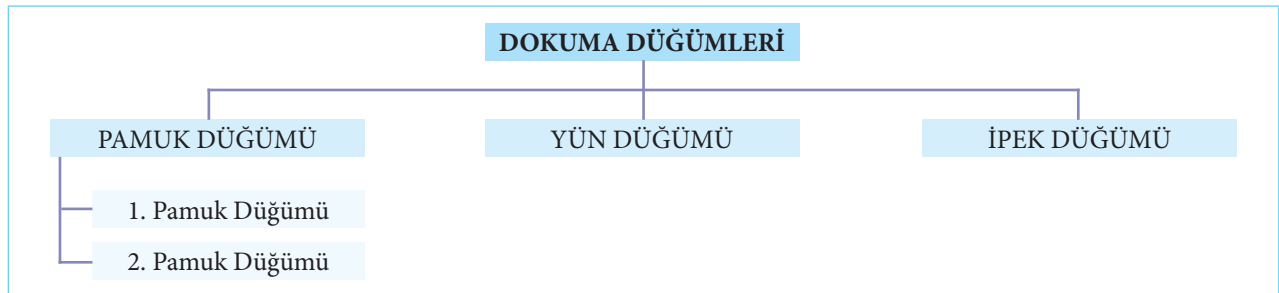 DOKUMA DÜĞÜMLERİ
PAMUK DÜĞÜMÜ
YÜN DÜĞÜMÜ
İPEK DÜĞÜMÜ
1. Pamuk Düğümü
2. Pamuk Düğümü